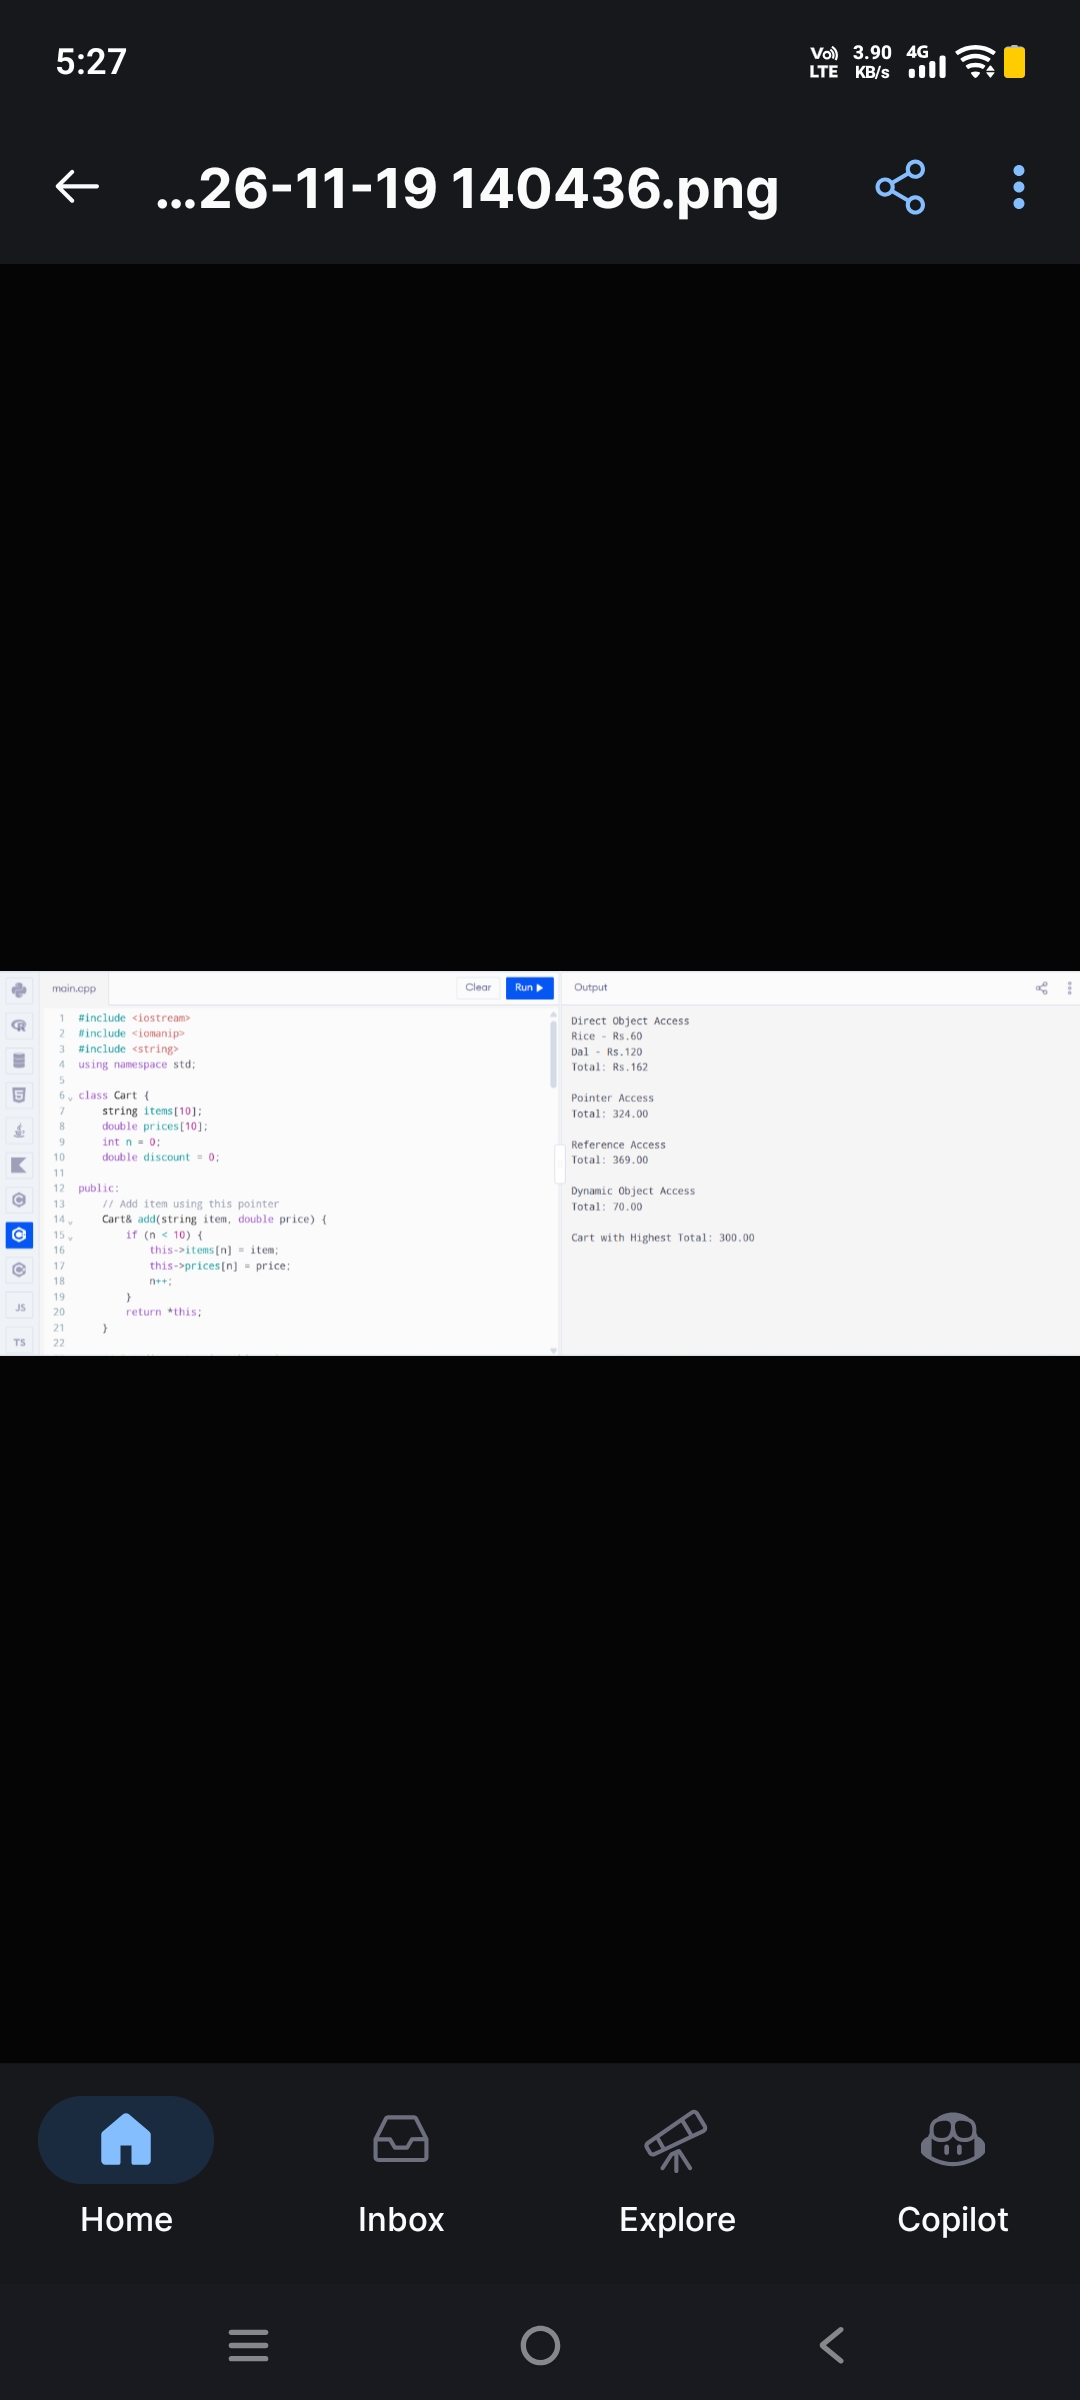 5:27
Vo)) LTE
3.90 KB/s
4G
...26-11-19 140436.png
main.cpp
Clear
Run
Output
1 #include <iostream>
2 #include <iomanip>
3 #include <string>
4 using namespace std;
5
6 class Cart {
7 string items[10];
8 double prices[10];
9 int n = 0;
10 double discount = 0;
11
12 public:
13 // Add item using this pointer
14 Cart& add(string item, double price) {
15 if (n < 10) {
16 this->items[n] = item;
17 this->prices[n] = price;
18 n++;
19 }
20 return *this;
21 }
22
JS
TS
Direct Object Access
Rice - Rs.60
Dal - Rs.120
Total: Rs.162
Pointer Access
Total: 324.00
Reference Access
Total: 369.00
Dynamic Object Access
Total: 70.00
Cart with Highest Total: 300.00
Home
Inbox
Explore
Copilot